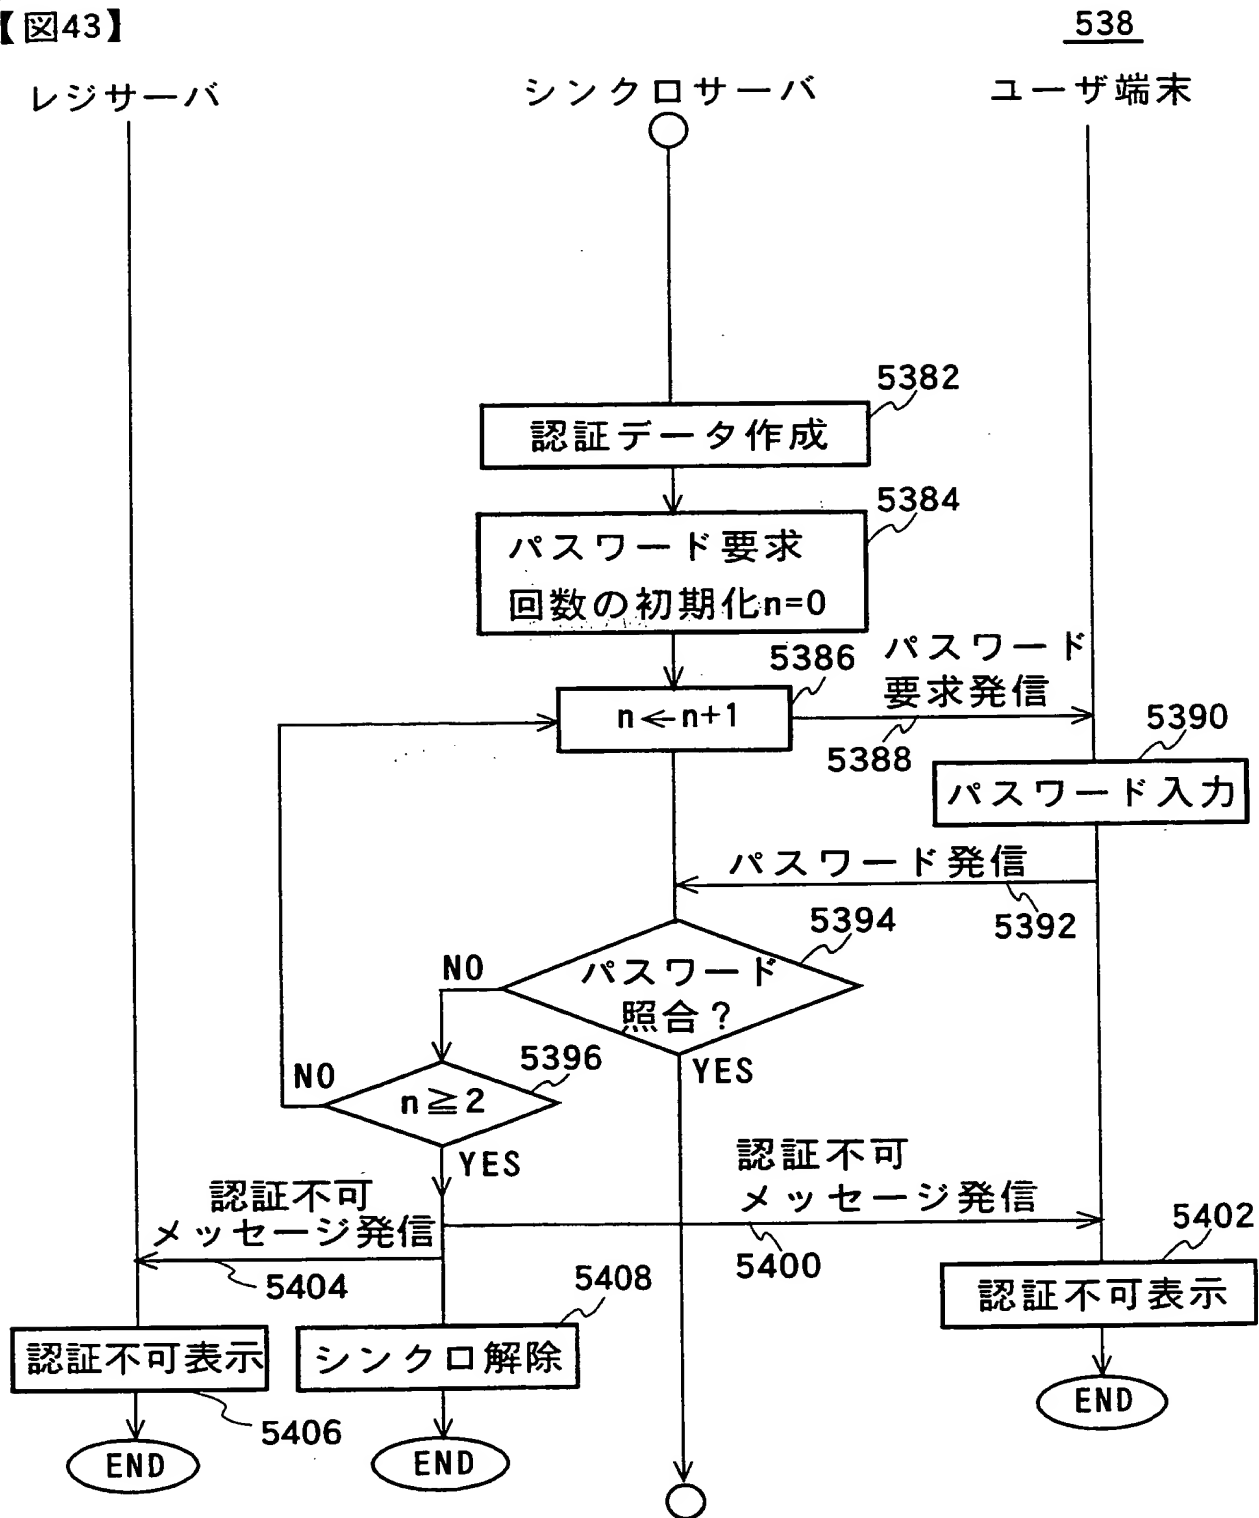 【図43】
538
レジサーバ
シンクロサーバ
ユーザ端末
5382
認証データ作成
5384
パスワード要求
回数の初期化n=0
5386
パスワード
要求発信
n←n+1
5388
5390
パスワード入力
パスワード発信
5392
5394
NO
パスワード
照合?
YES
5396
NO
n≧2
YES
認証不可
メッセージ発信
5404
認証不可
メッセージ発信
5400
5402
認証不可表示
5408
認証不可表示
シンクロ解除
5406
END
END
END